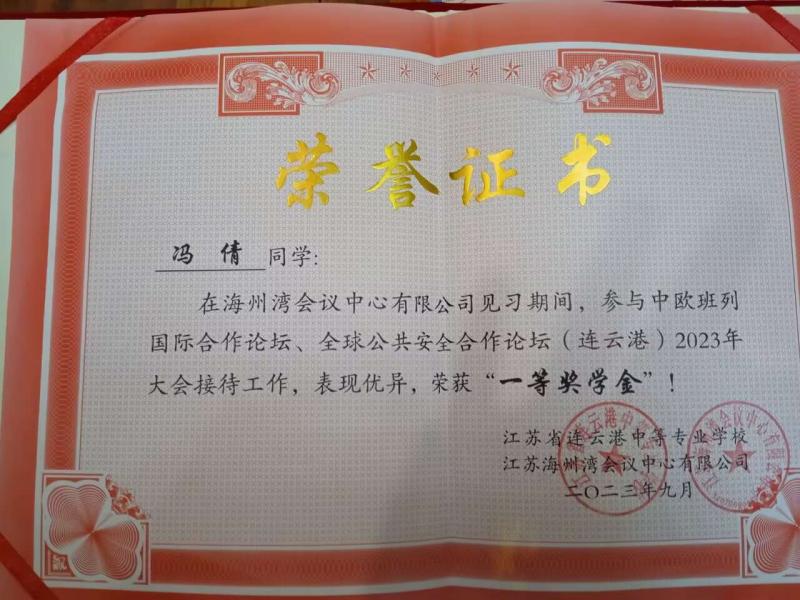 荣誉证书
冯倩 同学:
在海州湾会议中心有限公司见习期间，参与中欧班列
国际合作论坛、全球公共安全合作论坛（连云港）2023年
大会接待工作，表现优异，荣获“一等奖学金”！
江苏省连云港中等专业学校
江苏海州湾会议中心有限公司
二〇二三年九月